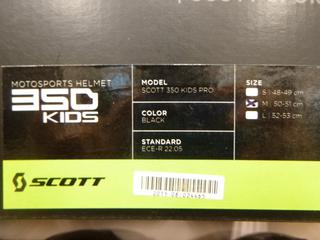 MOTOSPORTS HELMET
350
KIDS
MODEL
SCOTT 350 KIDS PRO
COLOR
BLACK
STANDARD
ECE-R 22.05
SIZE
S | 48-49 cm
M | 50-51 cm
L | 52-53 cm
SCOTT